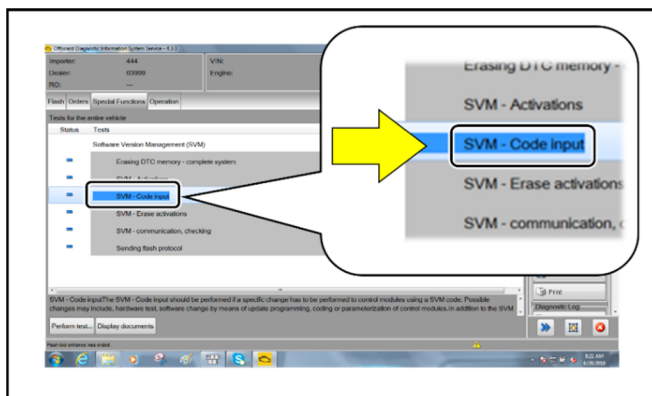 Offboard Diagnostic Information System Service - 4.3.3
Importer: 444
VIN:
Dealer: 03999
Engine:
RO: ---
Flash Orders Special Functions Operation
Tests for the entire vehicle
Status Tests
Software Version Management (SVM)
Erasing DTC memory - complete system
SVM - Activations
SVM - Code input
SVM - Erase activations
SVM - communication, checking
Sending flash protocol
SVM - Code inputThe SVM - Code input should be performed if a specific change has to be performed to control modules using a SVM code. Possible
changes may include, hardware test, software change by means of update programming, coding or parameterization of control modules.In addition to the SVM
Perform test... Display documents
Erasing DTC memory -
SVM - Activations
SVM - Code input
SVM - Erase activations
SVM - communication, c
Print
Diagnostic Log: